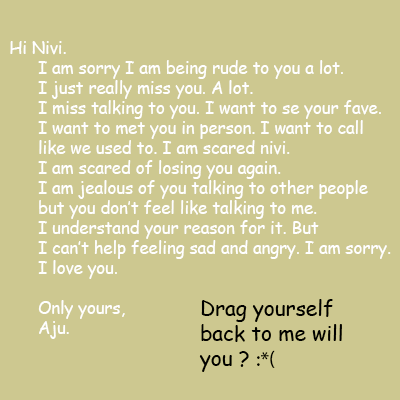 Hi Nivi.
I am sorry I am being rude to you a lot.
I just really miss you. A lot.
I miss talking to you. I want to se your fave.
I want to met you in person. I want to call
like we used to. I am scared nivi.
I am scared of losing you again.
I am jealous of you talking to other people
but you don't feel like talking to me.
I understand your reason for it. But
I can't help feeling sad and angry. I am sorry.
I love you.
Only yours,
Aju.
Drag yourself
back to me will
you ? :*(